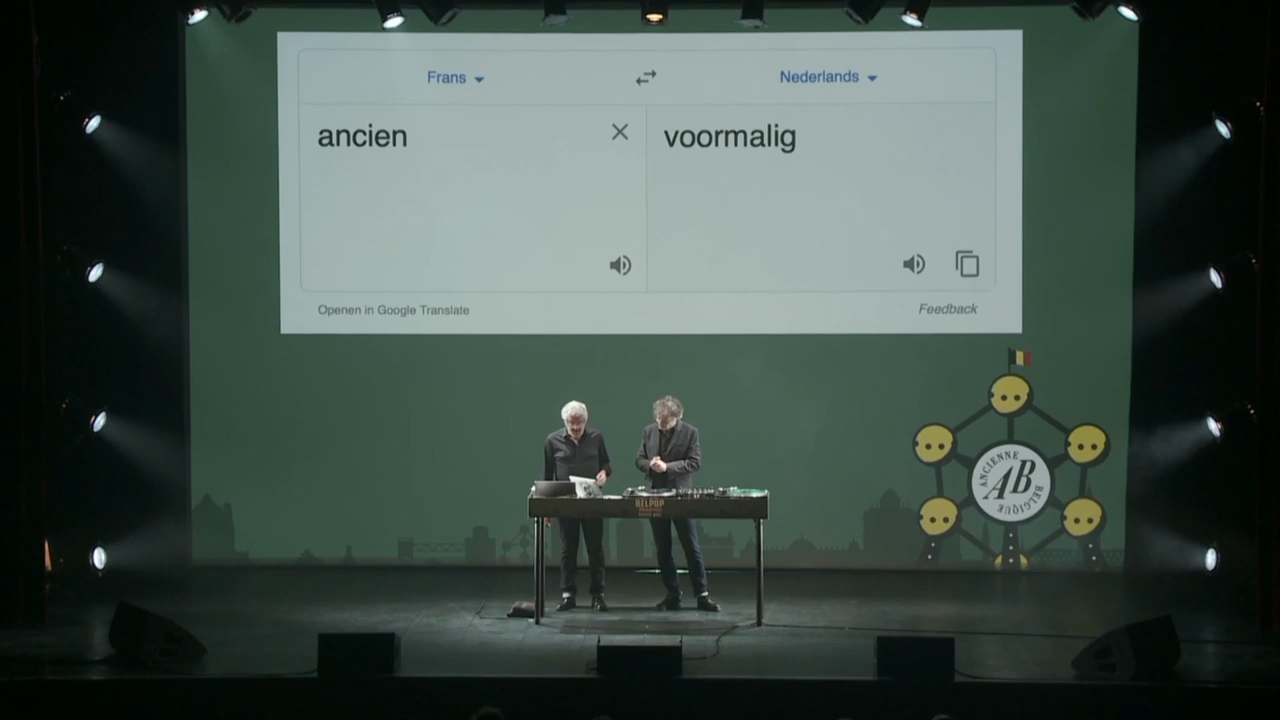 Frans
Nederlands
ancien
voormalig
Openen in Google Translate
Feedback
ANCIENNE
AB
BELGIQUE
BELPOP